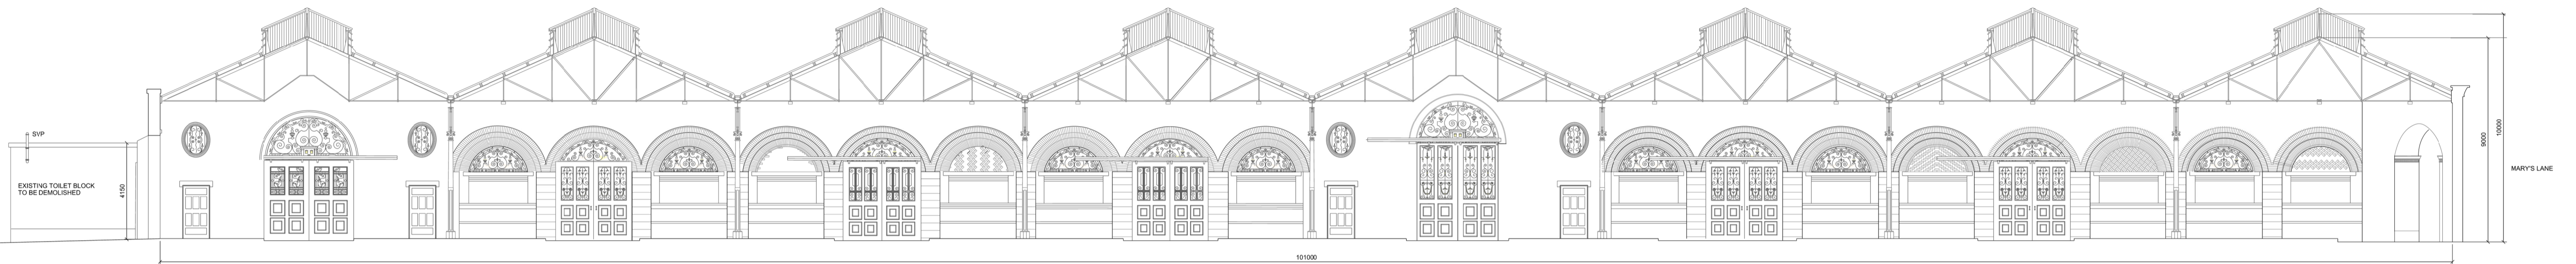 SVP
EXISTING TOILET BLOCK
TO BE DEMOLISHED
4150
101000
9000
10000
MARY'S LANE